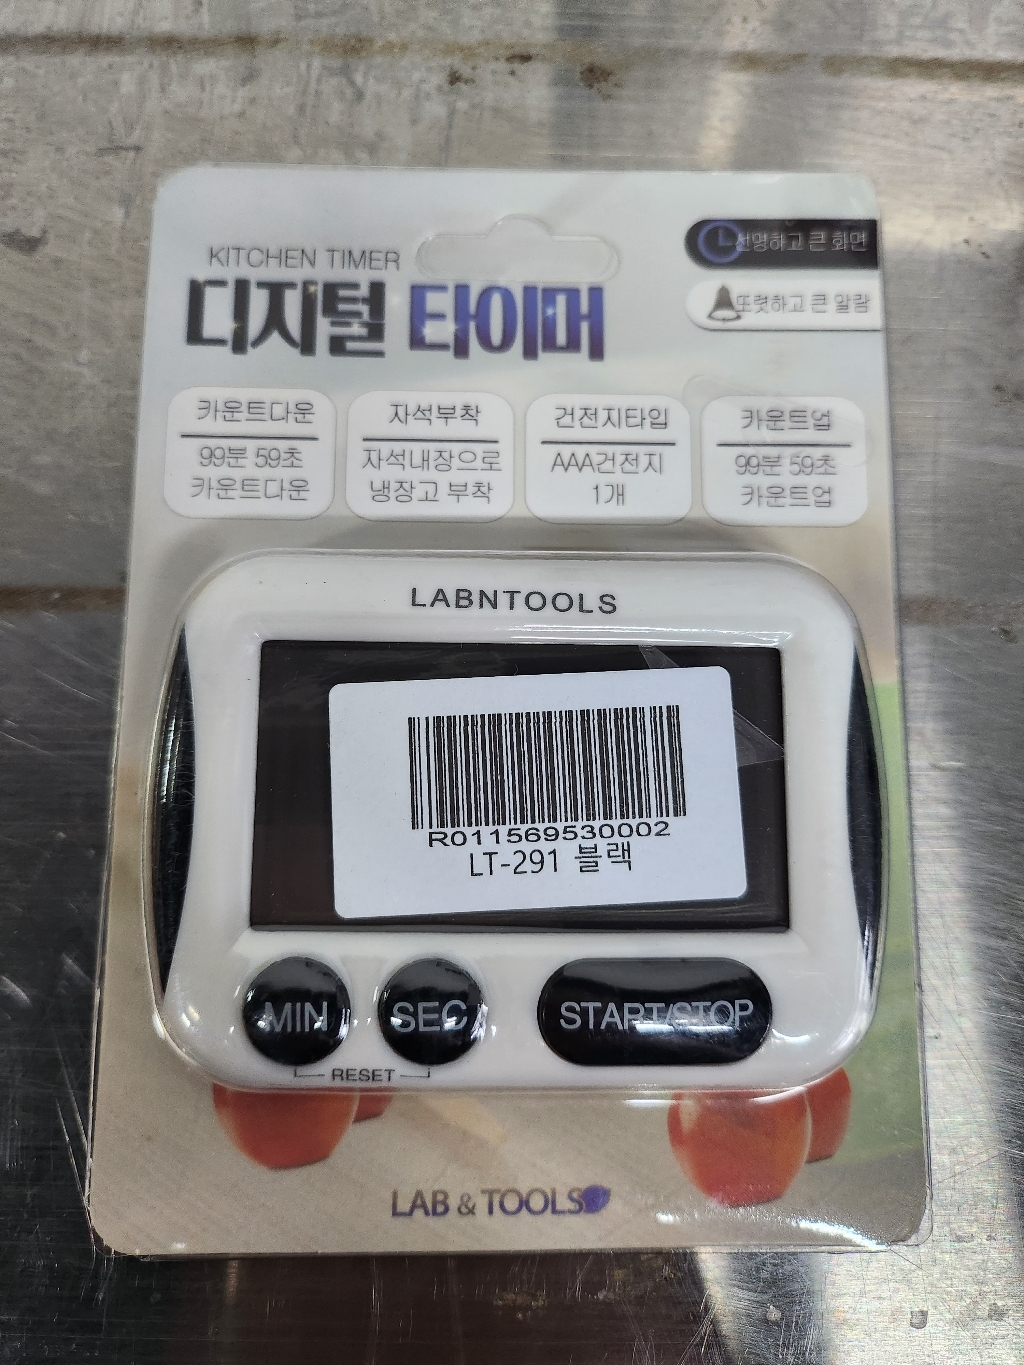 KITCHEN TIMER
디지털 타이머
선명하고 큰 화면
또렷하고 큰 알람
카운트다운
99분 59초
카운트다운
자석부착
자석내장으로
냉장고 부착
건전지타입
AAA건전지
1개
카운트업
99분 59초
카운트업
LABNTOOLS
R011569530002
LT-291 블랙
MIN
SEC
START/STOP
RESET
LAB & TOOLS